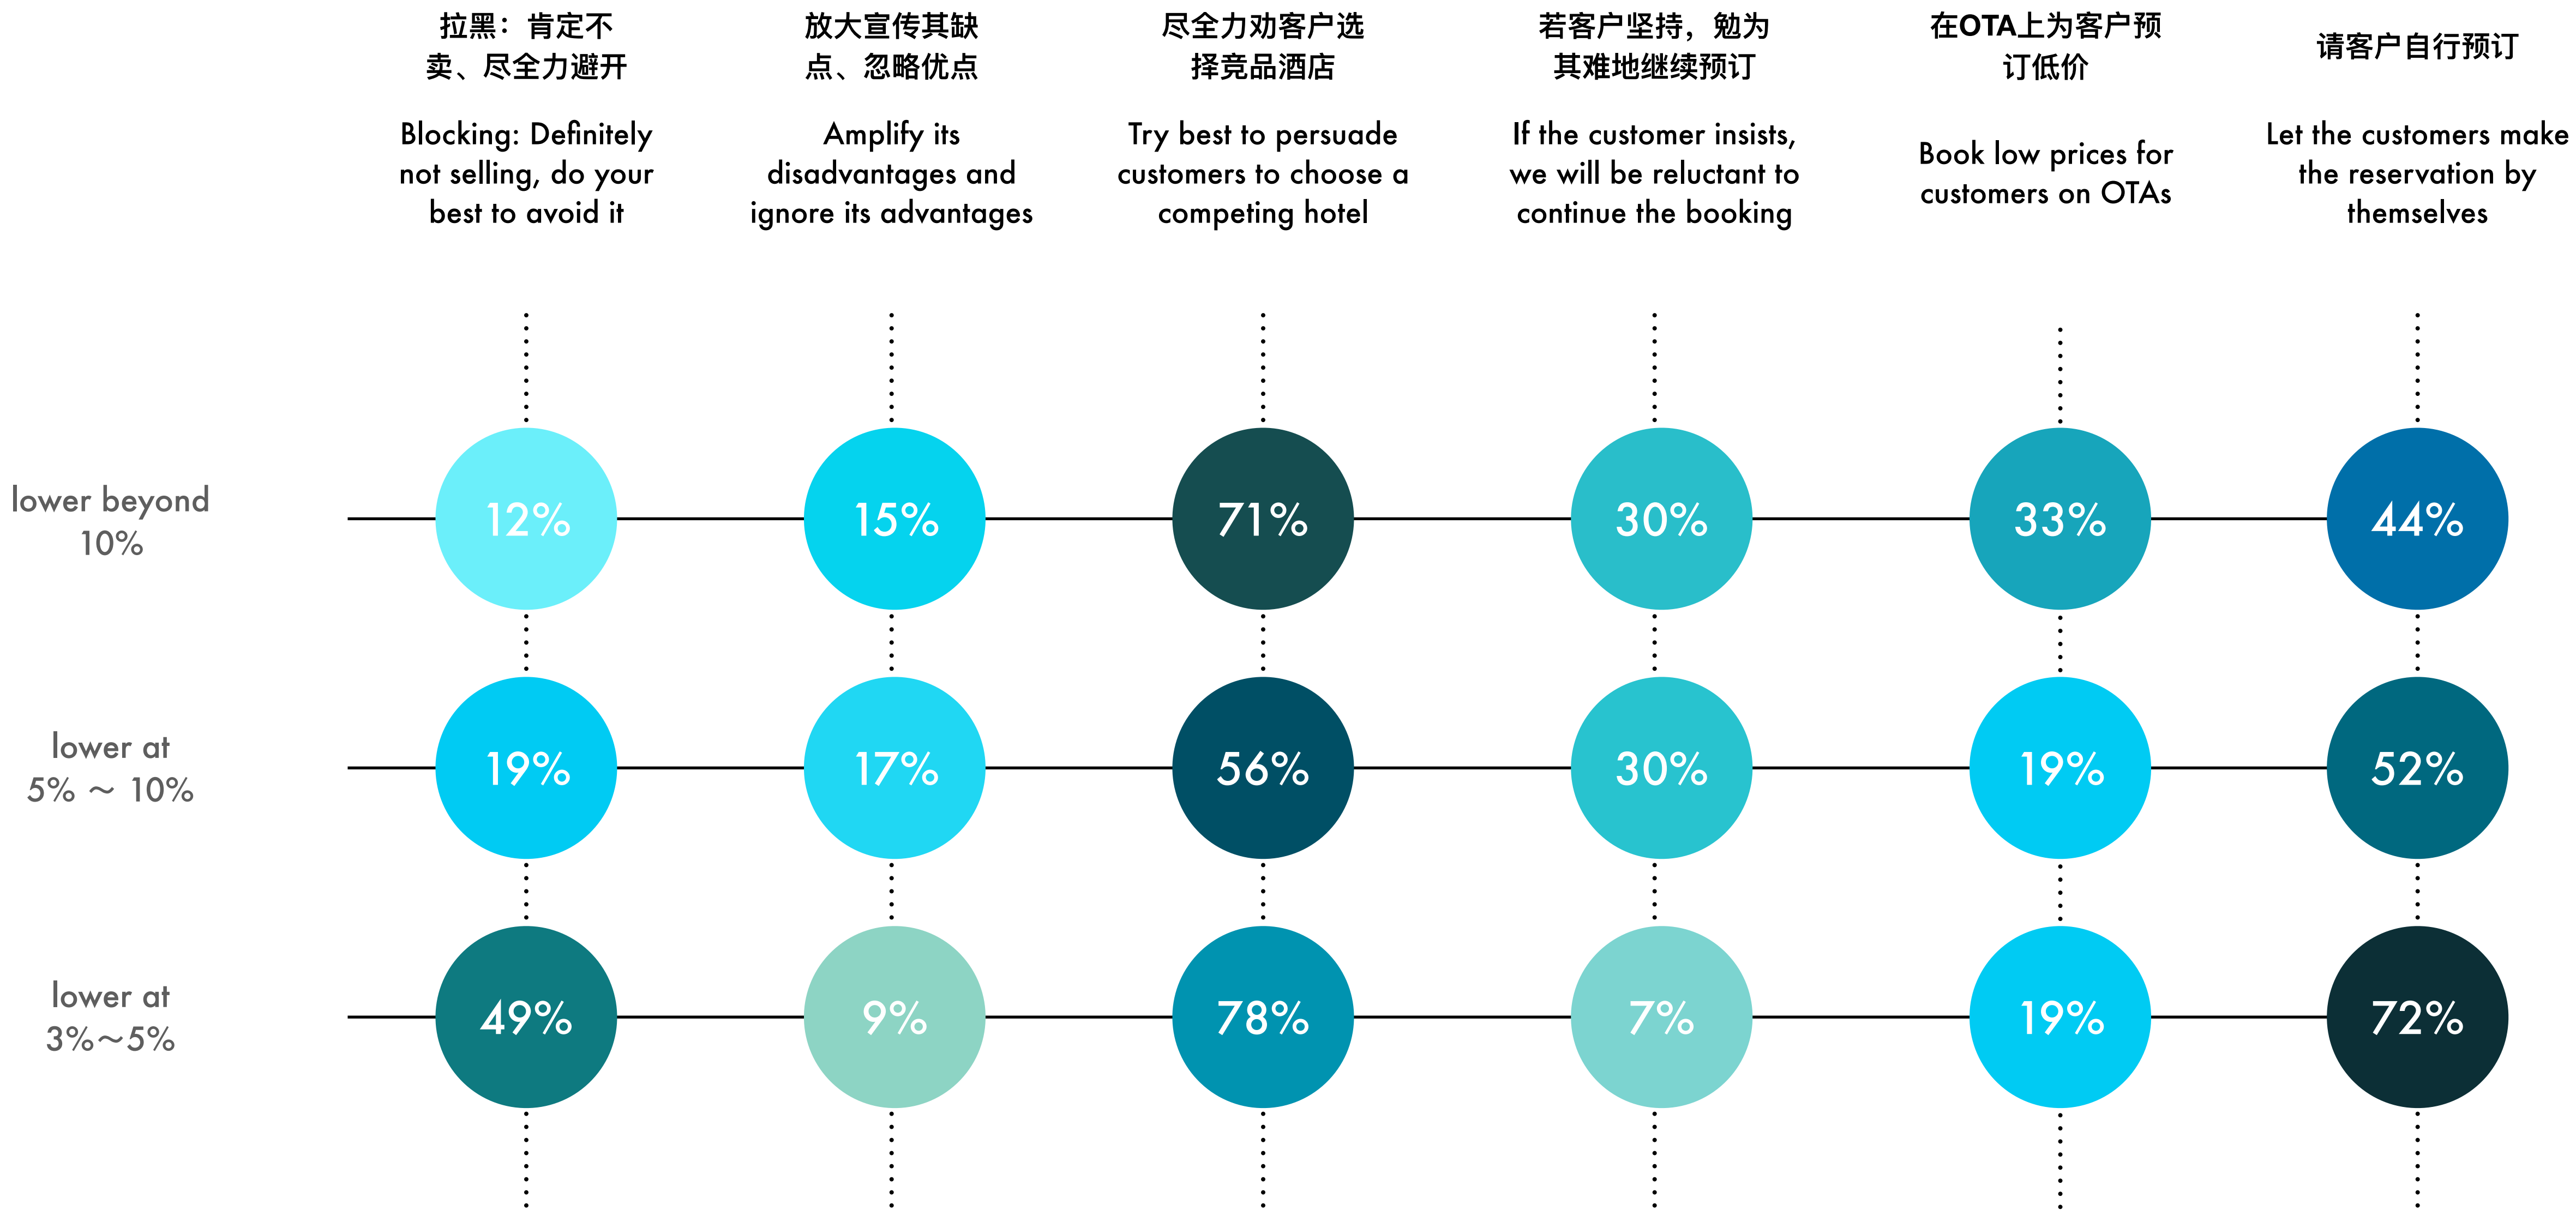 拉黑：肯定不
卖、尽全力避开
放大宣传其缺
点、忽略优点
尽全力劝客户选
择竞品酒店
若客户坚持，勉为
其难地继续预订
在OTA上为客户预
订低价
请客户自行预订
Blocking: Definitely
not selling, do your
best to avoid it
Amplify its
disadvantages and
ignore its advantages
Try best to persuade
customers to choose a
competing hotel
If the customer insists,
we will be reluctant to
continue the booking
Book low prices for
customers on OTAs
Let the customers make
the reservation by
themselves
lower beyond
10%
12%
15%
71%
30%
33%
44%
lower at
5% ～ 10%
19%
17%
56%
30%
19%
52%
lower at
3%～5%
49%
9%
78%
7%
19%
72%